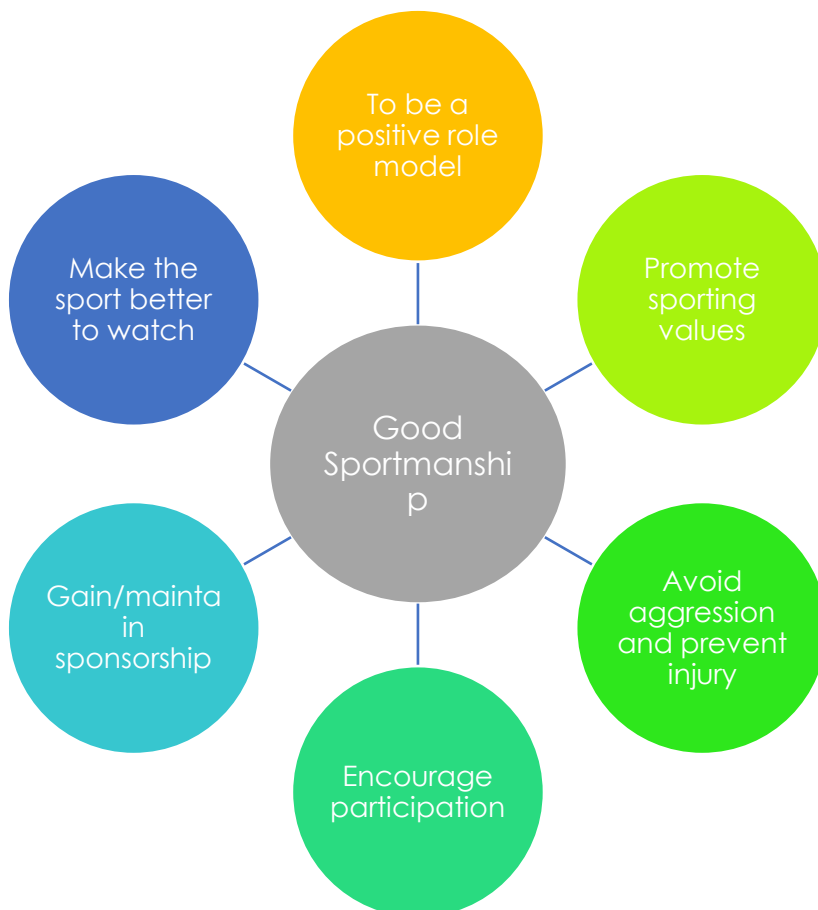 To be a
positive role
model
Promote
sporting
values
Avoid
aggression
and prevent
injury
Encourage
participation
Gain/mainta
in
sponsorship
Make the
sport better
to watch
Good
Sportmanshi
p